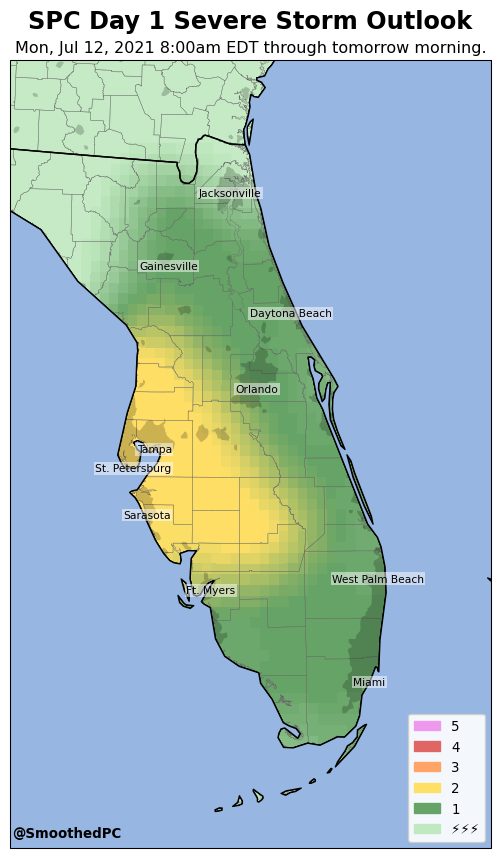 SPC Day 1 Severe Storm Outlook
Mon, Jul 12, 2021 8:00am EDT through tomorrow morning.
Jacksonville
Gainesville
Daytona Beach
Orlando
Tampa
St. Petersburg
Sarasota
West Palm Beach
Ft. Myers
Miami
5
4
3
2
1
⚡⚡⚡
@SmoothedPC